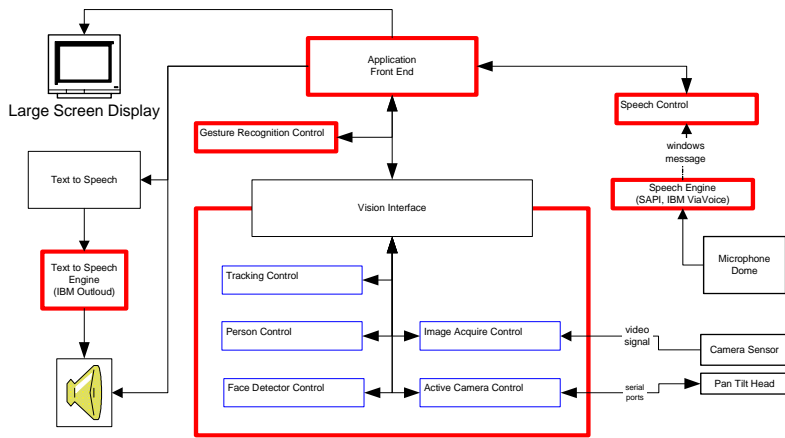 Application
Front End
Large Screen Display
Speech Control
Gesture Recognition Control
windows
message
Text to Speech
Speech Engine
(SAPI, IBM ViaVoice)
Vision Interface
Text to Speech
Engine
(IBM Outloud)
Microphone
Dome
Tracking Control
Person Control
Image Acquire Control
video
signal
Camera Sensor
Face Detector Control
Active Camera Control
serial
ports
Pan Tilt Head